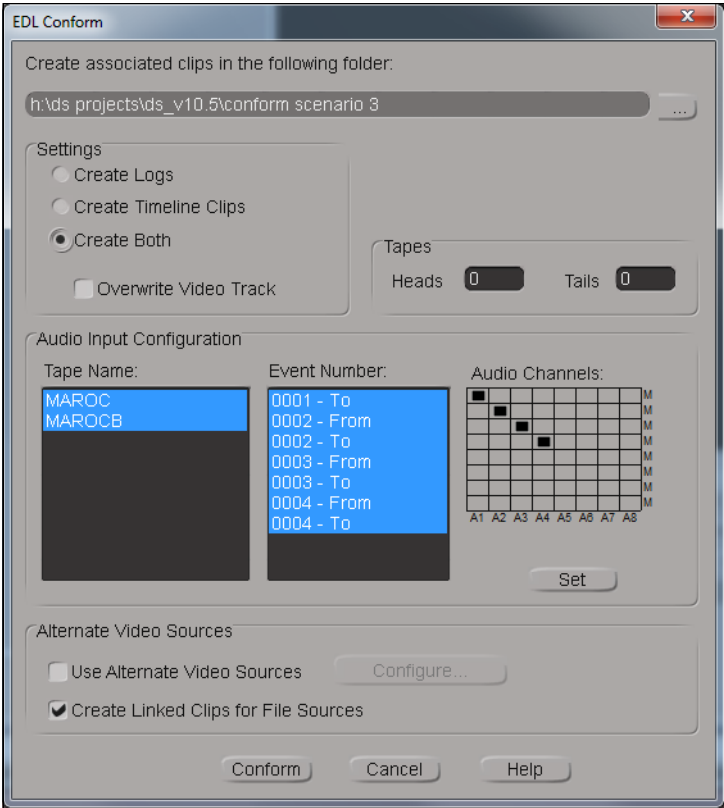 EDL Conform
x
Create associated clips in the following folder:
h:\ds projects\ds_v10.5\conform scenario 3
...
Settings
Create Logs
Create Timeline Clips
Create Both
Overwrite Video Track
Tapes
Heads 0 Tails 0
Audio Input Configuration
Tape Name:
MAROC
MAROCB
Event Number:
0001 - To
0002 - From
0002 - To
0003 - From
0003 - To
0004 - From
0004 - To
Audio Channels:
M
M
M
M
M
M
M
M
A1 A2 A3 A4 A5 A6 A7 A8
Set
Alternate Video Sources
Use Alternate Video Sources Configure...
Create Linked Clips for File Sources
Conform Cancel Help